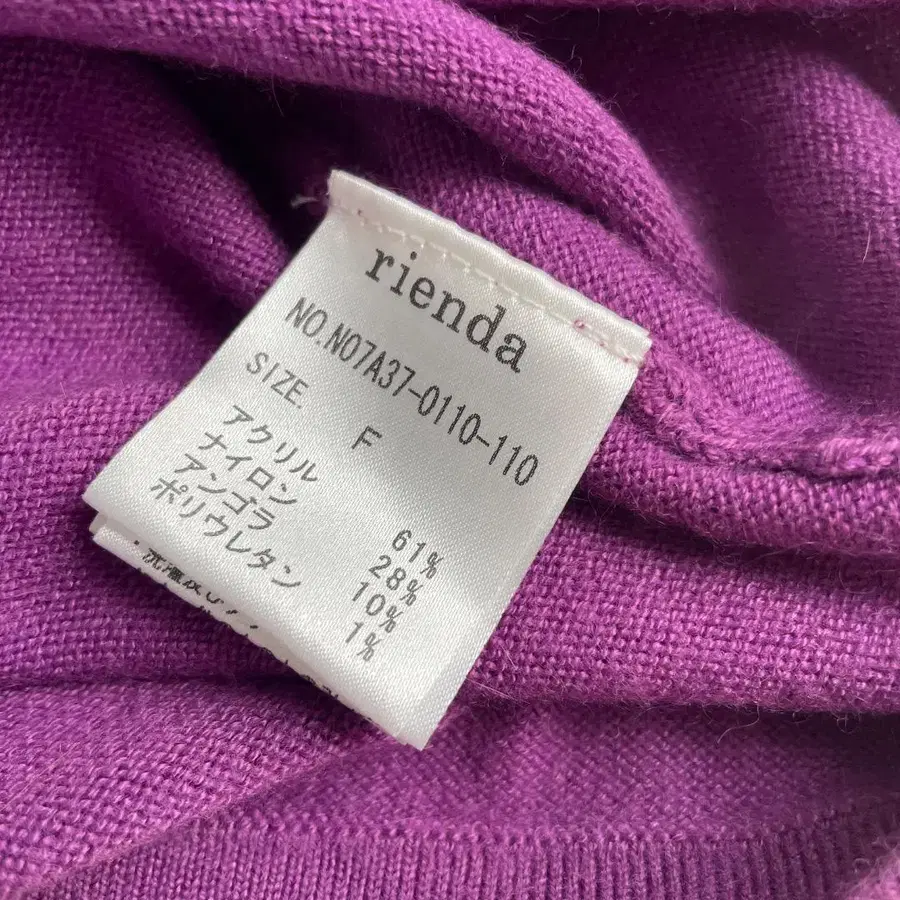 rienda
NO.N07A37-0110-110
SIZE. F
アクリル 61%
ナイロン 28%
アンゴラ 10%
ポリウレタン 1%